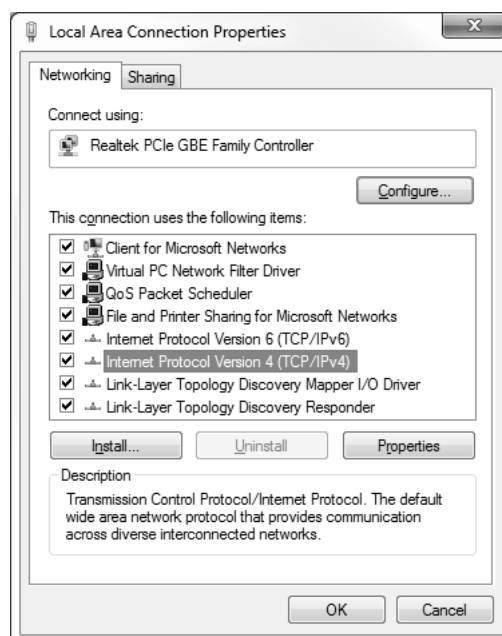 Local Area Connection Properties
Networking
Sharing
Connect using:
Realtek PCIe GBE Family Controller
Configure...
This connection uses the following items:
Client for Microsoft Networks
Virtual PC Network Filter Driver
QoS Packet Scheduler
File and Printer Sharing for Microsoft Networks
Internet Protocol Version 6 (TCP/IPv6)
Internet Protocol Version 4 (TCP/IPv4)
Link-Layer Topology Discovery Mapper I/O Driver
Link-Layer Topology Discovery Responder
Install...
Uninstall
Properties
Description
Transmission Control Protocol/Internet Protocol. The default
wide area network protocol that provides communication
across diverse interconnected networks.
OK
Cancel